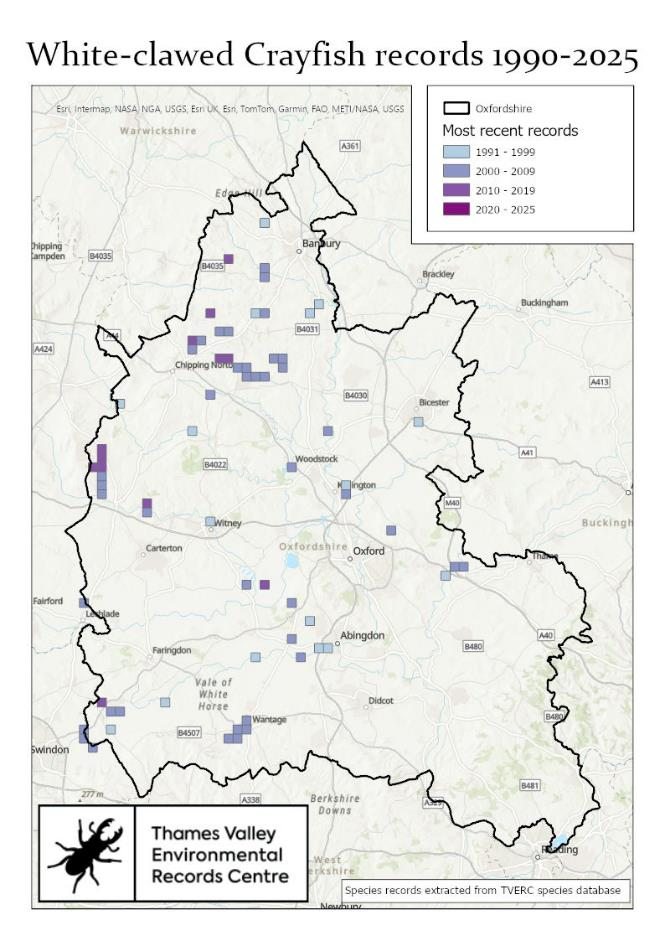 White-clawed Crayfish records 1990-2025
Esri, Intermap, NASA, NGA, USGS, Esri UK, Esri, TomTom, Garmin, FAO, METI/NASA, USGS
Oxfordshire
Most recent records
1991 - 1999
2000 - 2009
2010 - 2019
2020 - 2025
Warwickshire
A361
Edge Hill
Banbury
Chipping
Campden
B4035
B4035
Brackley
Buckingham
B4031
A44
A424
Chipping Norto
A413
B4030
Bicester
A41
B4022
Woodstock
K lington
M40
Witney
Buckingh
Carterton
Oxfordshire
Oxford
Thame
Fairford
Lechlade
A40
Abingdon
B480
Faringdon
Vale of
White
Horse
Didcot
B480
Wantage
B4507
Swindon
B481
277 m
A338
Berkshire
Downs
Reading
West
erkshire
Newbury
Thames Valley
Environmental
Records Centre
Species records extracted from TVERC species database